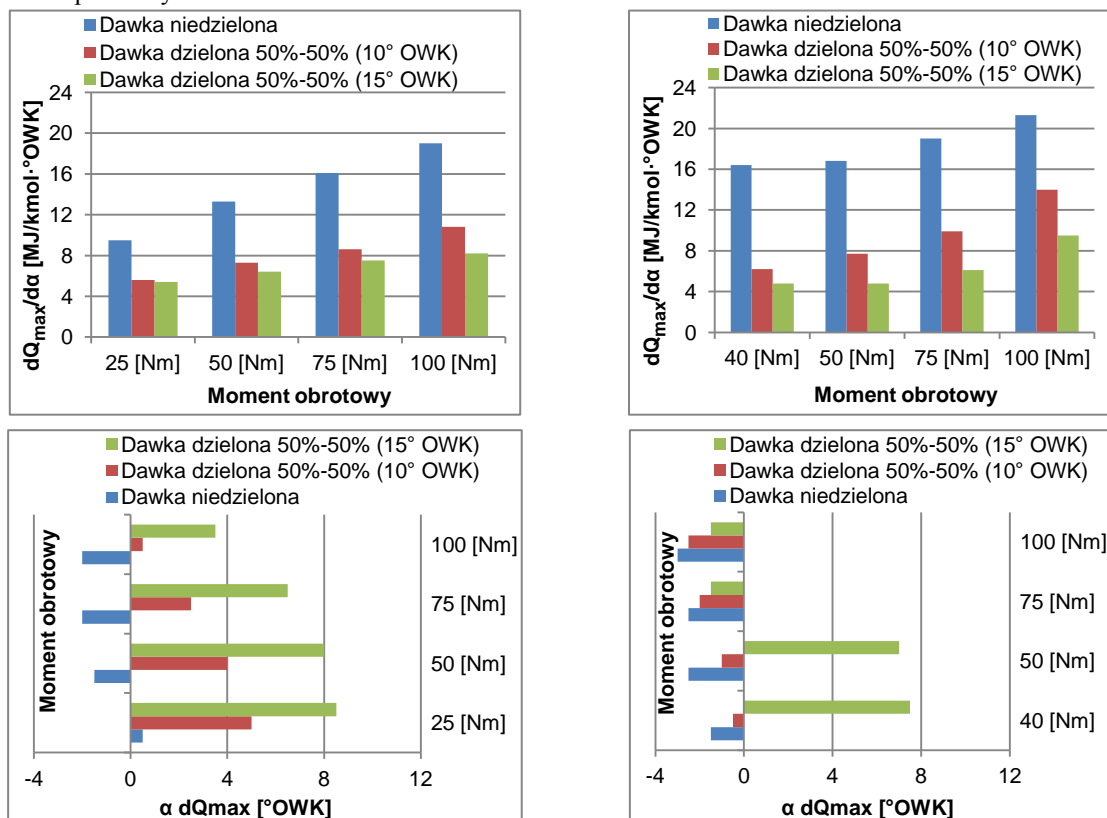 Dawka niedzielona
Dawka dzielona 50%-50% (10° OWK)
Dawka dzielona 50%-50% (15° OWK)
24
20
16
12
8
4
0
dQmax/dα [MJ/kmol·°OWK]
25 [Nm] 50 [Nm] 75 [Nm] 100 [Nm]
Moment obrotowy
Dawka niedzielona
Dawka dzielona 50%-50% (10° OWK)
Dawka dzielona 50%-50% (15° OWK)
24
20
16
12
8
4
0
dQmax/dα [MJ/kmol·°OWK]
40 [Nm] 50 [Nm] 75 [Nm] 100 [Nm]
Moment obrotowy
Dawka dzielona 50%-50% (15° OWK)
Dawka dzielona 50%-50% (10° OWK)
Dawka niedzielona
Moment obrotowy
100 [Nm]
75 [Nm]
50 [Nm]
25 [Nm]
-4 0 4 8 12
α dQmax [°OWK]
Dawka dzielona 50%-50% (15° OWK)
Dawka dzielona 50%-50% (10° OWK)
Dawka niedzielona
Moment obrotowy
100 [Nm]
75 [Nm]
50 [Nm]
40 [Nm]
-4 0 4 8 12
α dQmax [°OWK]